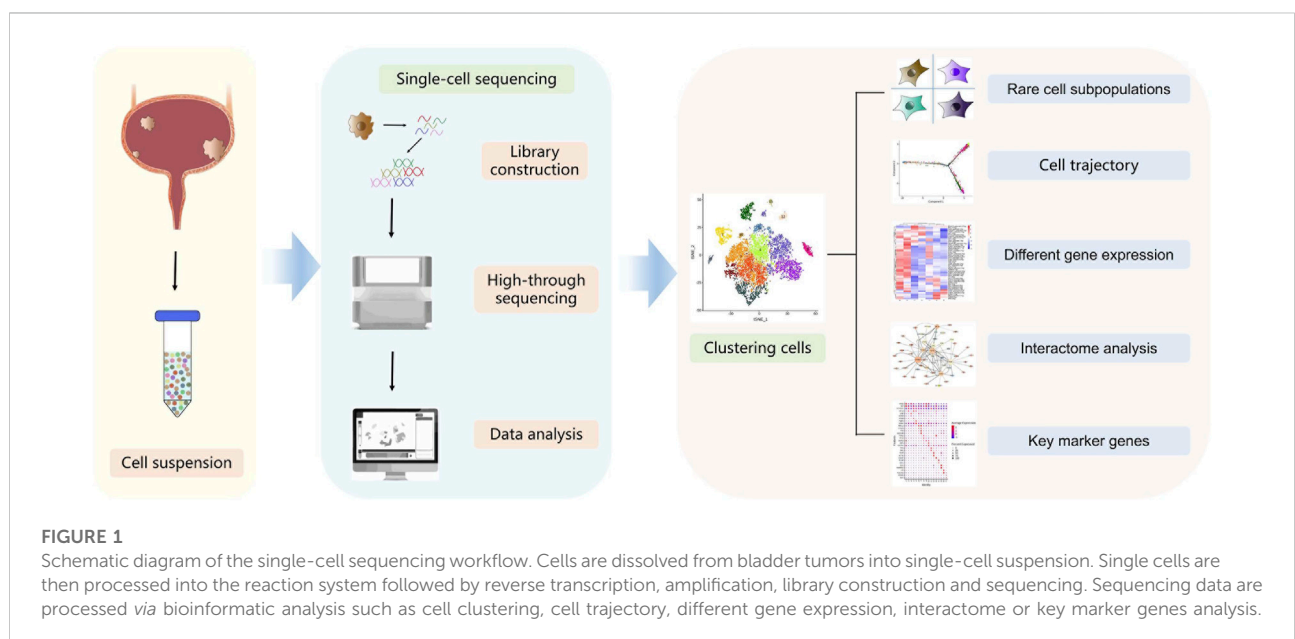 Single-cell sequencing
Library
construction
High-through
sequencing
Data analysis
Cell suspension
tSNE_2
tSNE_1
Clustering cells
Rare cell subpopulations
Cell trajectory
Different gene expression
Interactome analysis
Key marker genes
FIGURE 1
Schematic diagram of the single-cell sequencing workflow. Cells are dissolved from bladder tumors into single-cell suspension. Single cells are
then processed into the reaction system followed by reverse transcription, amplification, library construction and sequencing. Sequencing data are
processed via bioinformatic analysis such as cell clustering, cell trajectory, different gene expression, interactome or key marker genes analysis.